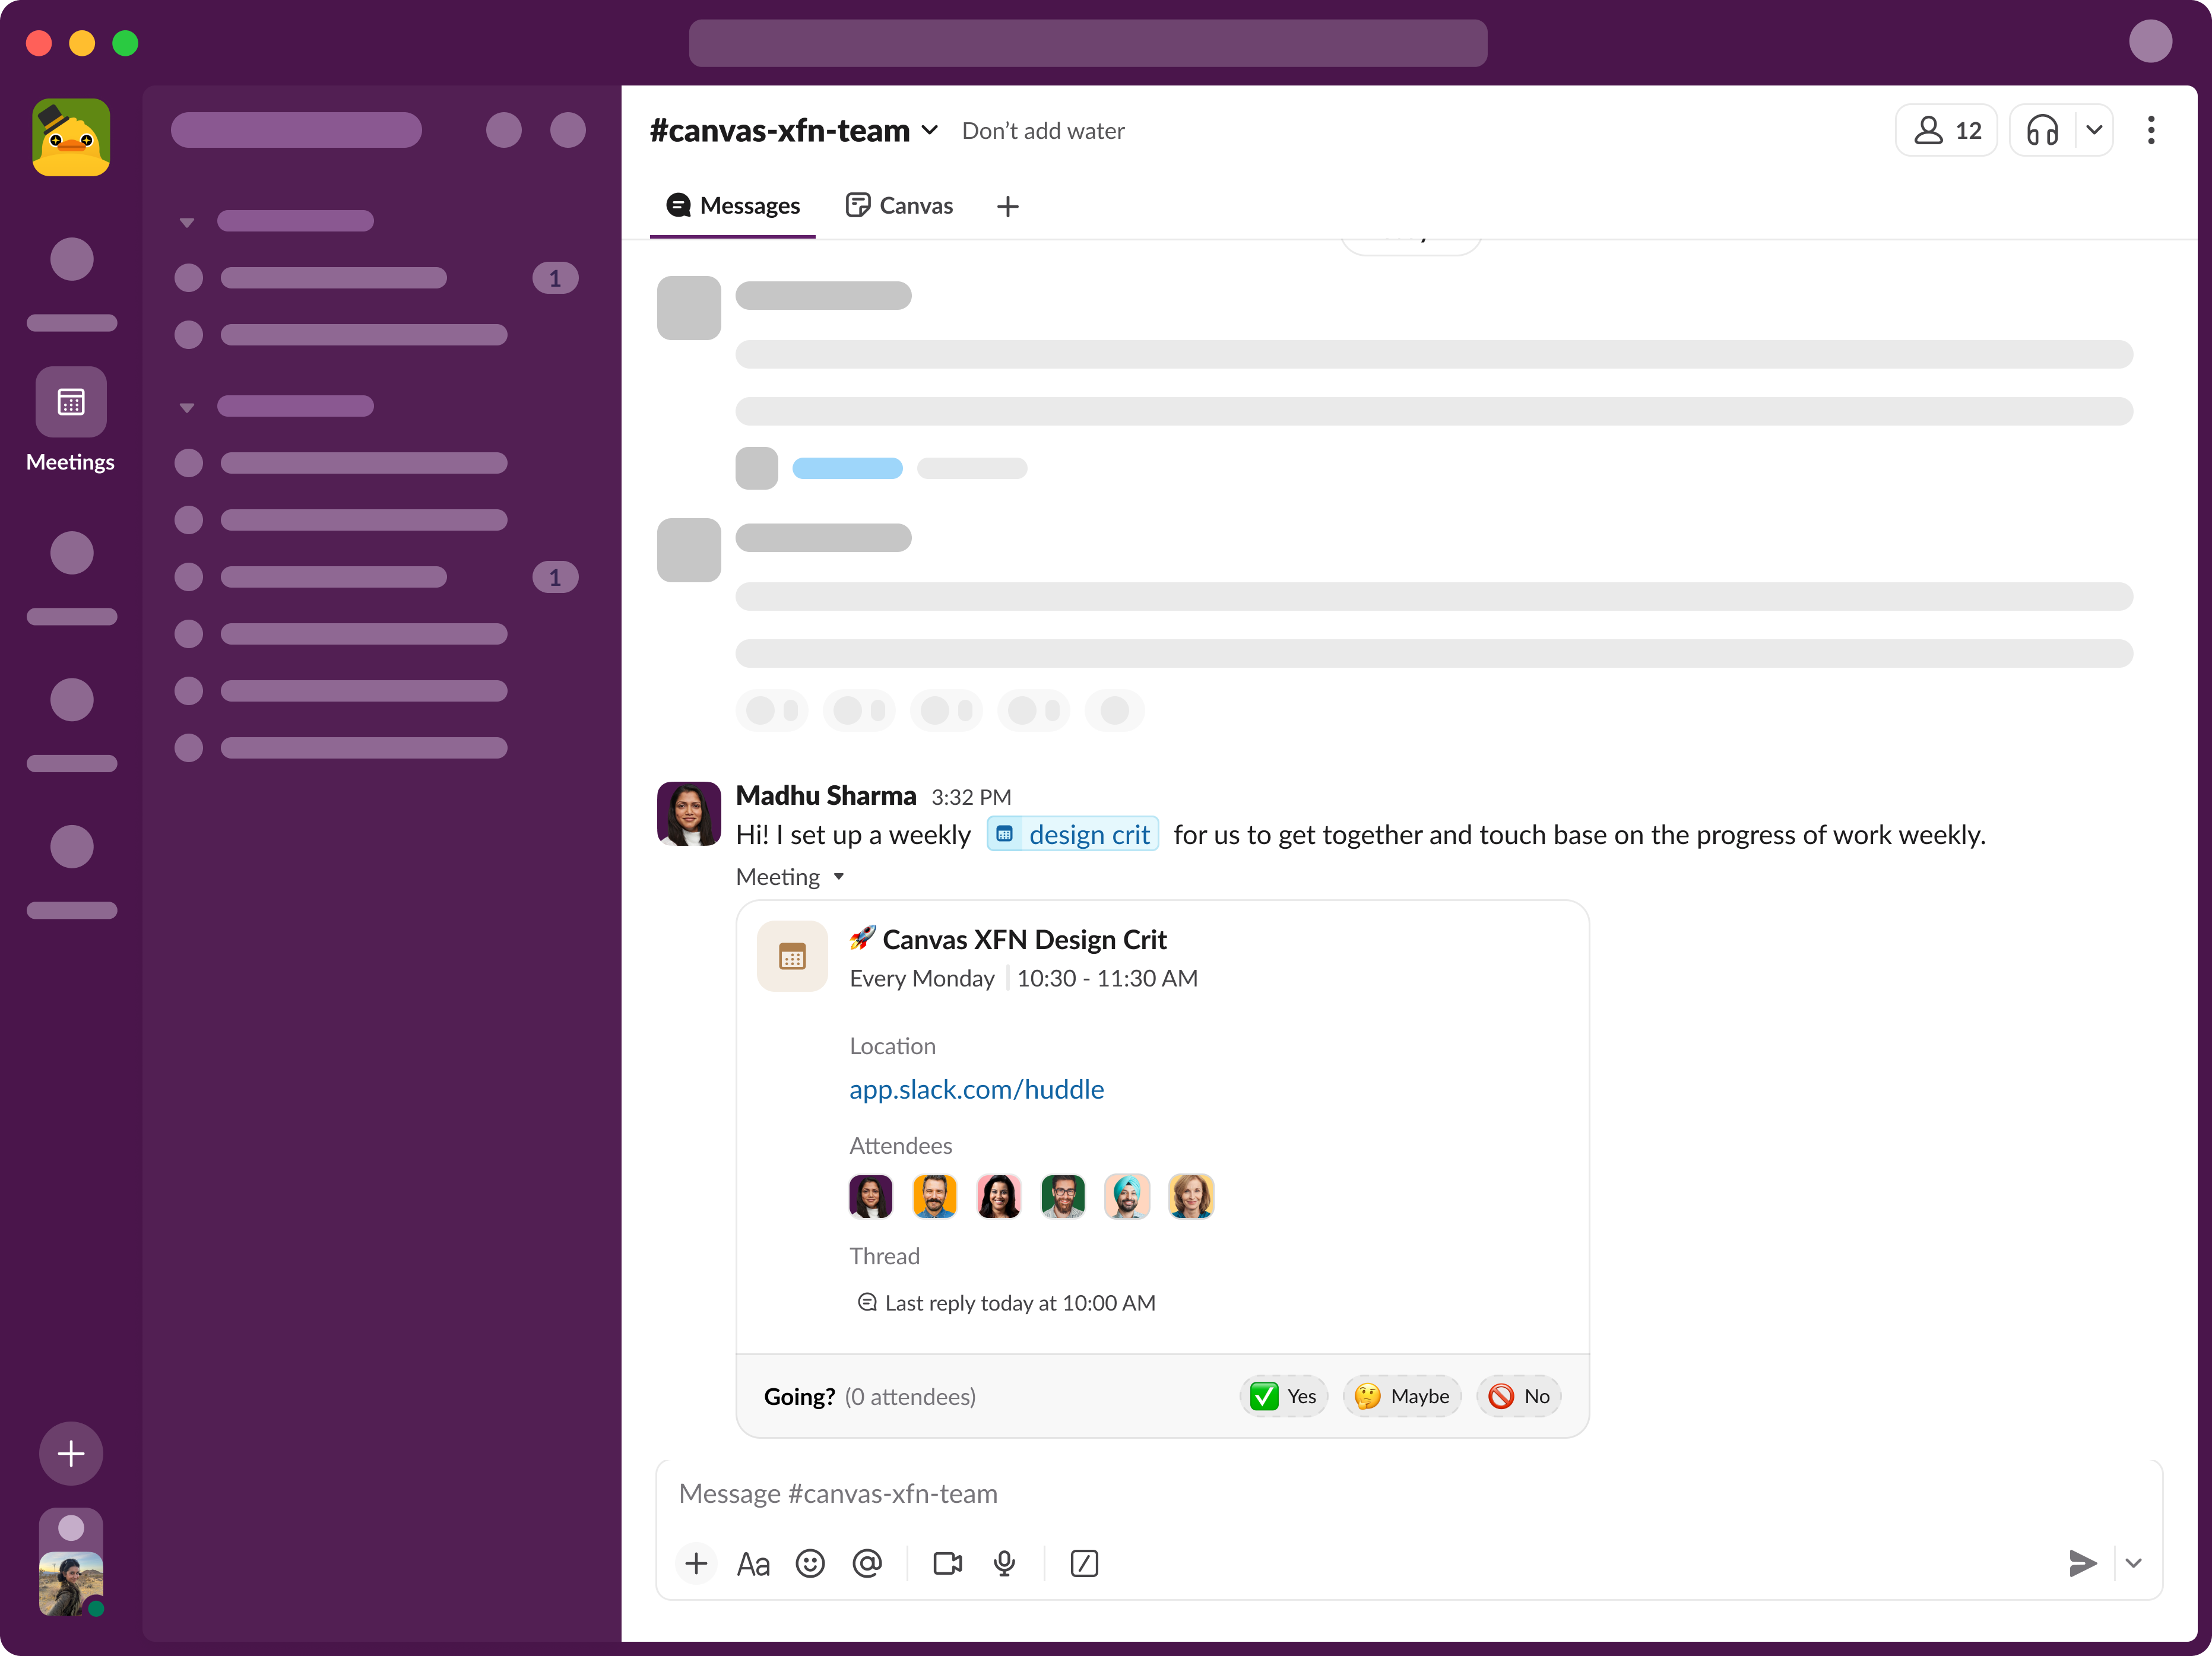 #canvas-xfn-team Don’t add water 12
Messages Canvas
1
Meetings
1
Madhu Sharma 3:32 PM
Hi! I set up a weekly design crit for us to get together and touch base on the progress of work weekly.
Meeting
Canvas XFN Design Crit
Every Monday 10:30 - 11:30 AM
Location
app.slack.com/huddle
Attendees
Thread
Last reply today at 10:00 AM
Going? (0 attendees) Yes Maybe No
Message #canvas-xfn-team
Aa